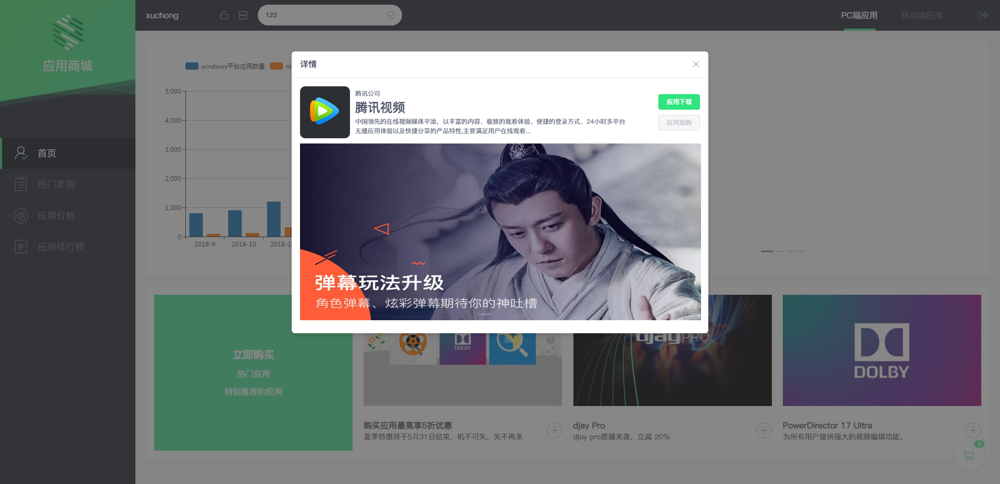 应用商城
首页
热门类别
信 应用价格
应用排行榜
xuchong
123
PC端应用
移动端应用
windows平台应用数量
m
5,000
4,000
3,000
2,000
1,000
0
2018-9
2018-10
2018-1
详情
腾讯公司
腾讯视频
中国领先的在线视频媒体平添，以丰富的内容、极致的观看体验、便捷的登录方式、24小时多平台
无缝应用体验以及快捷分享的产品特性,主要满足用户在线观看...
应用下载
应用加购
弹幕玩法升级
角色弹幕、炫彩弹幕期待你的神吐槽
立即购买
热门应用
特别推荐的应用
DOLBY
购买应用最高享5折优惠
夏季特惠将于5月31日结束，机不可失，失不再来
djay PRO
djay Pro
djay pro震撼来袭，立减 20%
DOLBY
PowerDirector 17 Ultra
为所有用户提供强大的视频编辑功能。
0